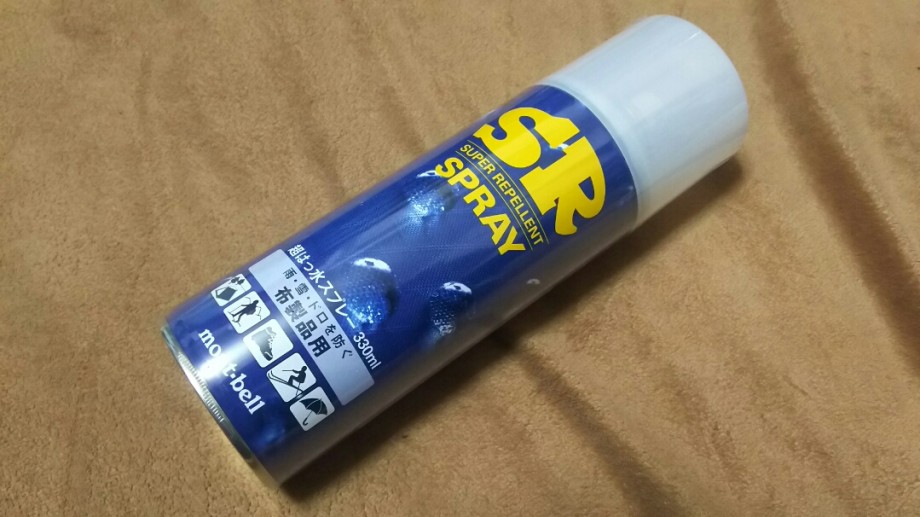 SR
SUPER REPELLENT
SPRAY
超はっ水スプレー 330ml
雨・雪・ドロを防ぐ
布製品用
mont-bell